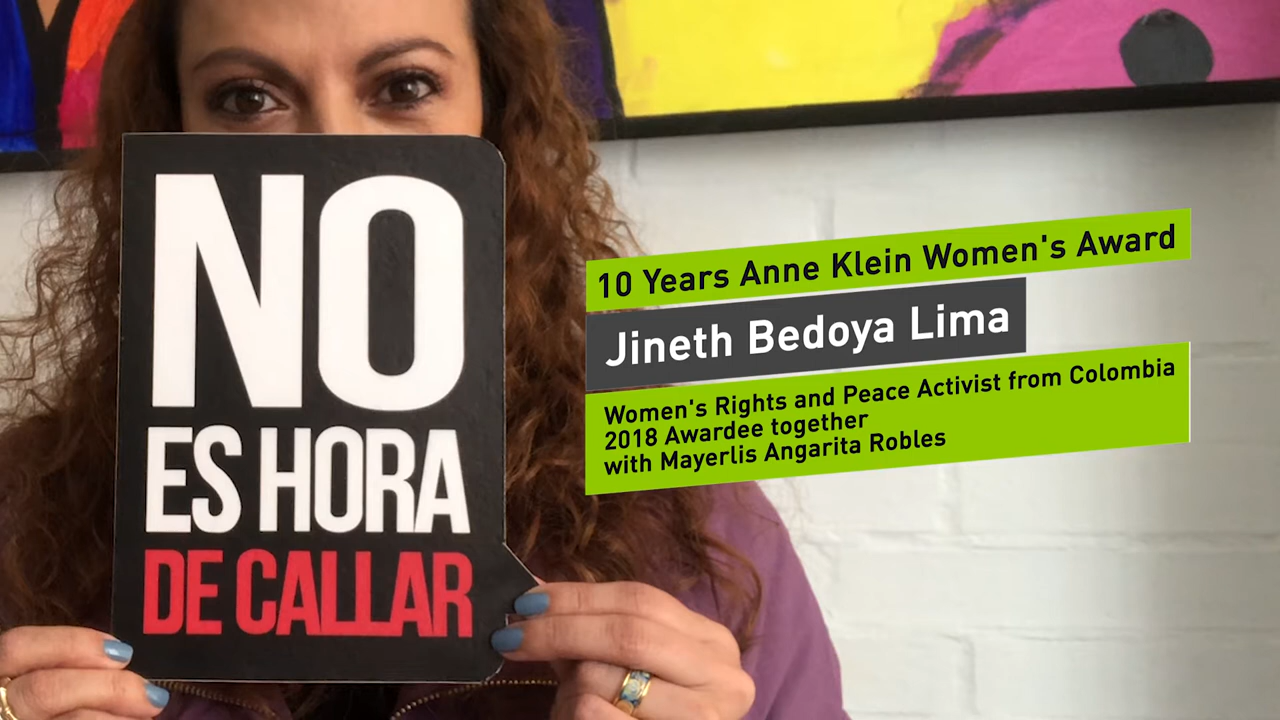 NO
ES HORA
DE CALLAR
10 Years Anne Klein Women's Award
Jineth Bedoya Lima
Women's Rights and Peace Activist from Colombia
2018 Awardee together
with Mayerlis Angarita Robles